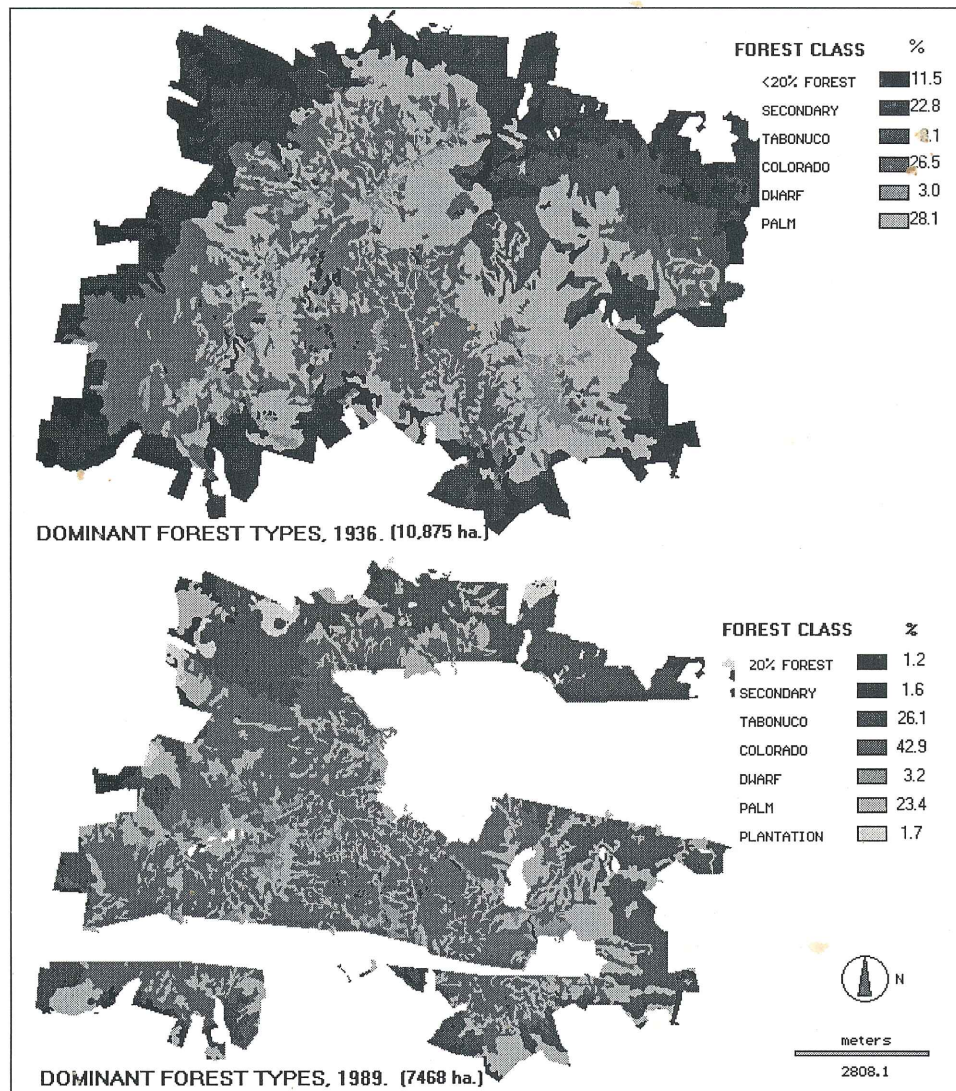 FOREST CLASS %
<20% FOREST 11.5
SECONDARY 22.8
TABONUCO 8.1
COLORADO 26.5
DWARF 3.0
PALM 28.1
DOMINANT FOREST TYPES, 1936. (10,875 ha.)
FOREST CLASS %
20% FOREST 1.2
SECONDARY 1.6
TABONUCO 26.1
COLORADO 42.9
DWARF 3.2
PALM 23.4
PLANTATION 1.7
N
meters
2808.1
DOMINANT FOREST TYPES, 1989. (7468 ha.)